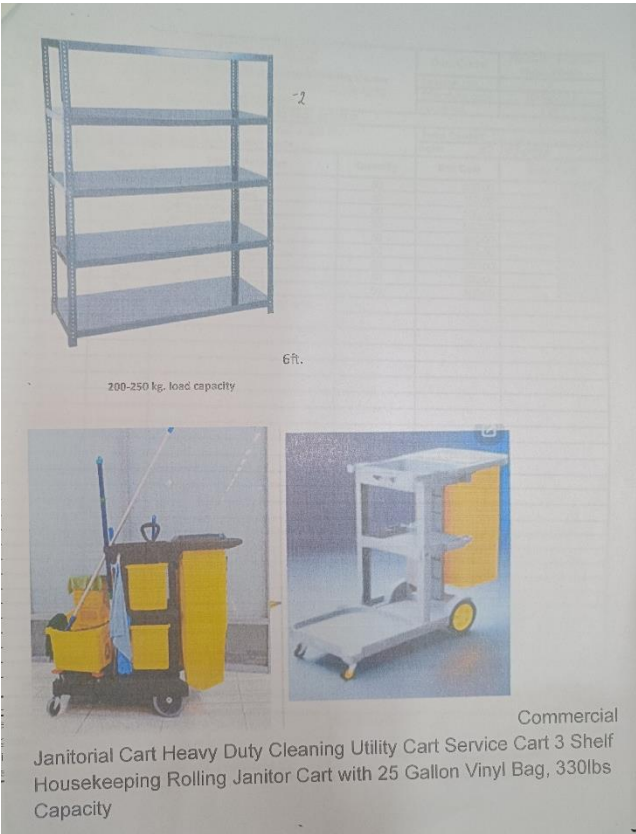 -2
6ft.
200-250 kg. load capacity
Commercial
Janitorial Cart Heavy Duty Cleaning Utility Cart Service Cart 3 Shelf
Housekeeping Rolling Janitor Cart with 25 Gallon Vinyl Bag, 330lbs
Capacity